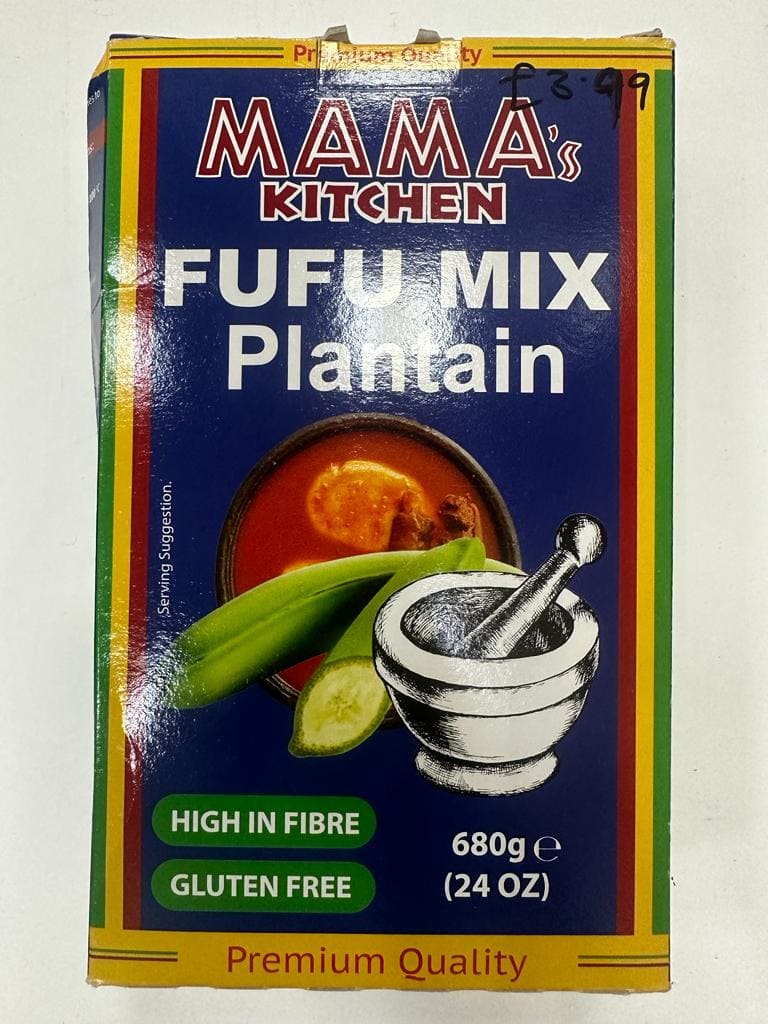 Premium Quality
£3.99
MAMA's
KITCHEN
FUFU MIX
Plantain
Serving Suggestion.
HIGH IN FIBRE
GLUTEN FREE
680g ℮
(24 OZ)
Premium Quality